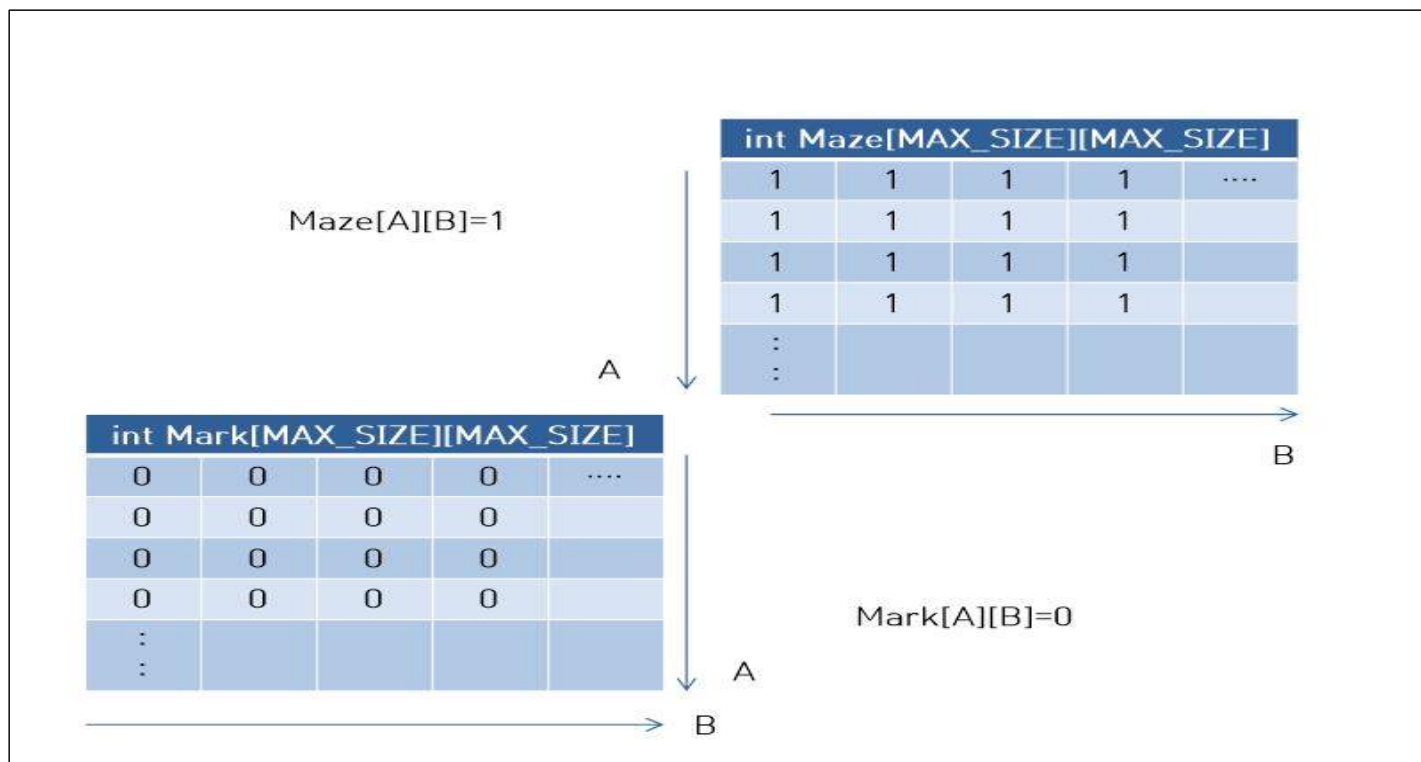 int Maze[MAX_SIZE][MAX_SIZE]
1 1 1 1 ....
Maze[A][B]=1
1 1 1 1
1 1 1 1
1 1 1 1
:
:
A
B
int Mark[MAX_SIZE][MAX_SIZE]
0 0 0 0 ....
0 0 0 0
0 0 0 0
0 0 0 0
Mark[A][B]=0
:
:
A
B